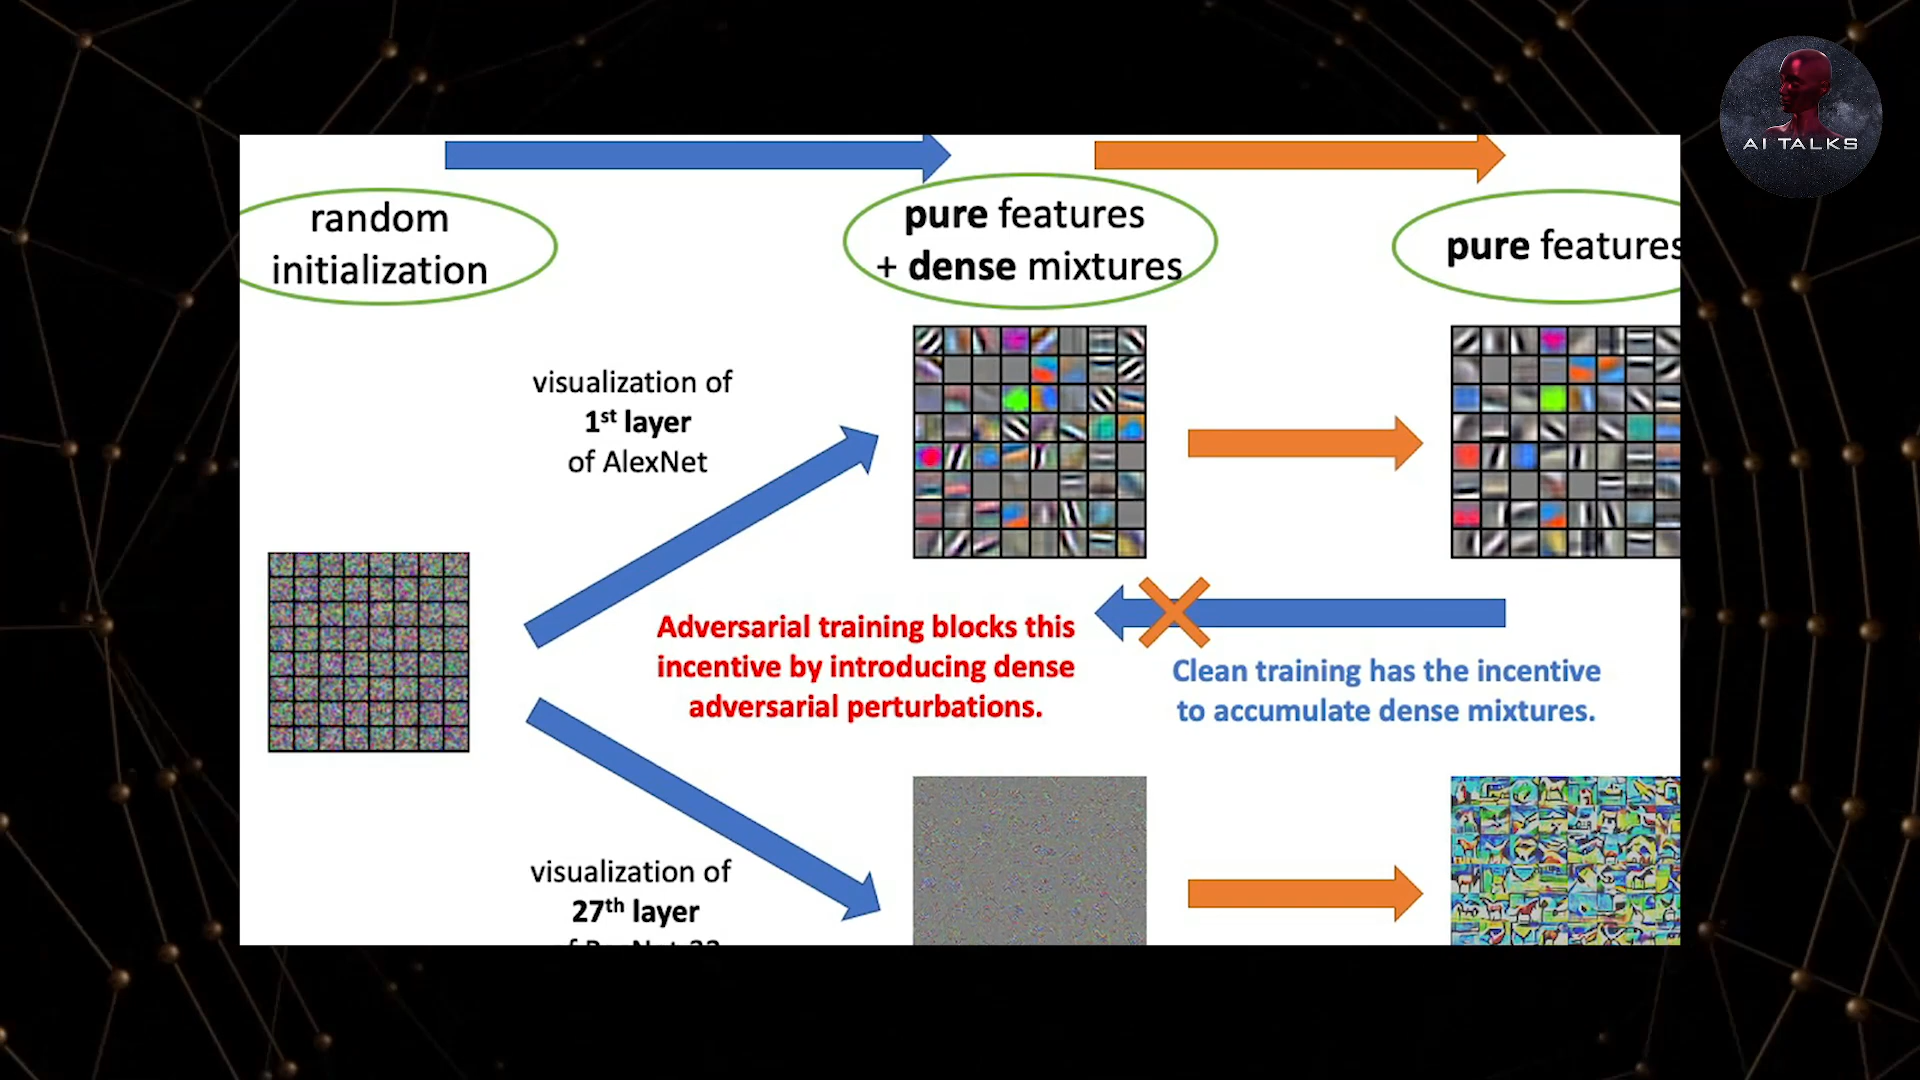 AI TALKS
random
initialization
pure features
+ dense mixtures
pure features
visualization of
1st layer
of AlexNet
Adversarial training blocks this
incentive by introducing dense
adversarial perturbations.
Clean training has the incentive
to accumulate dense mixtures.
visualization of
27th layer